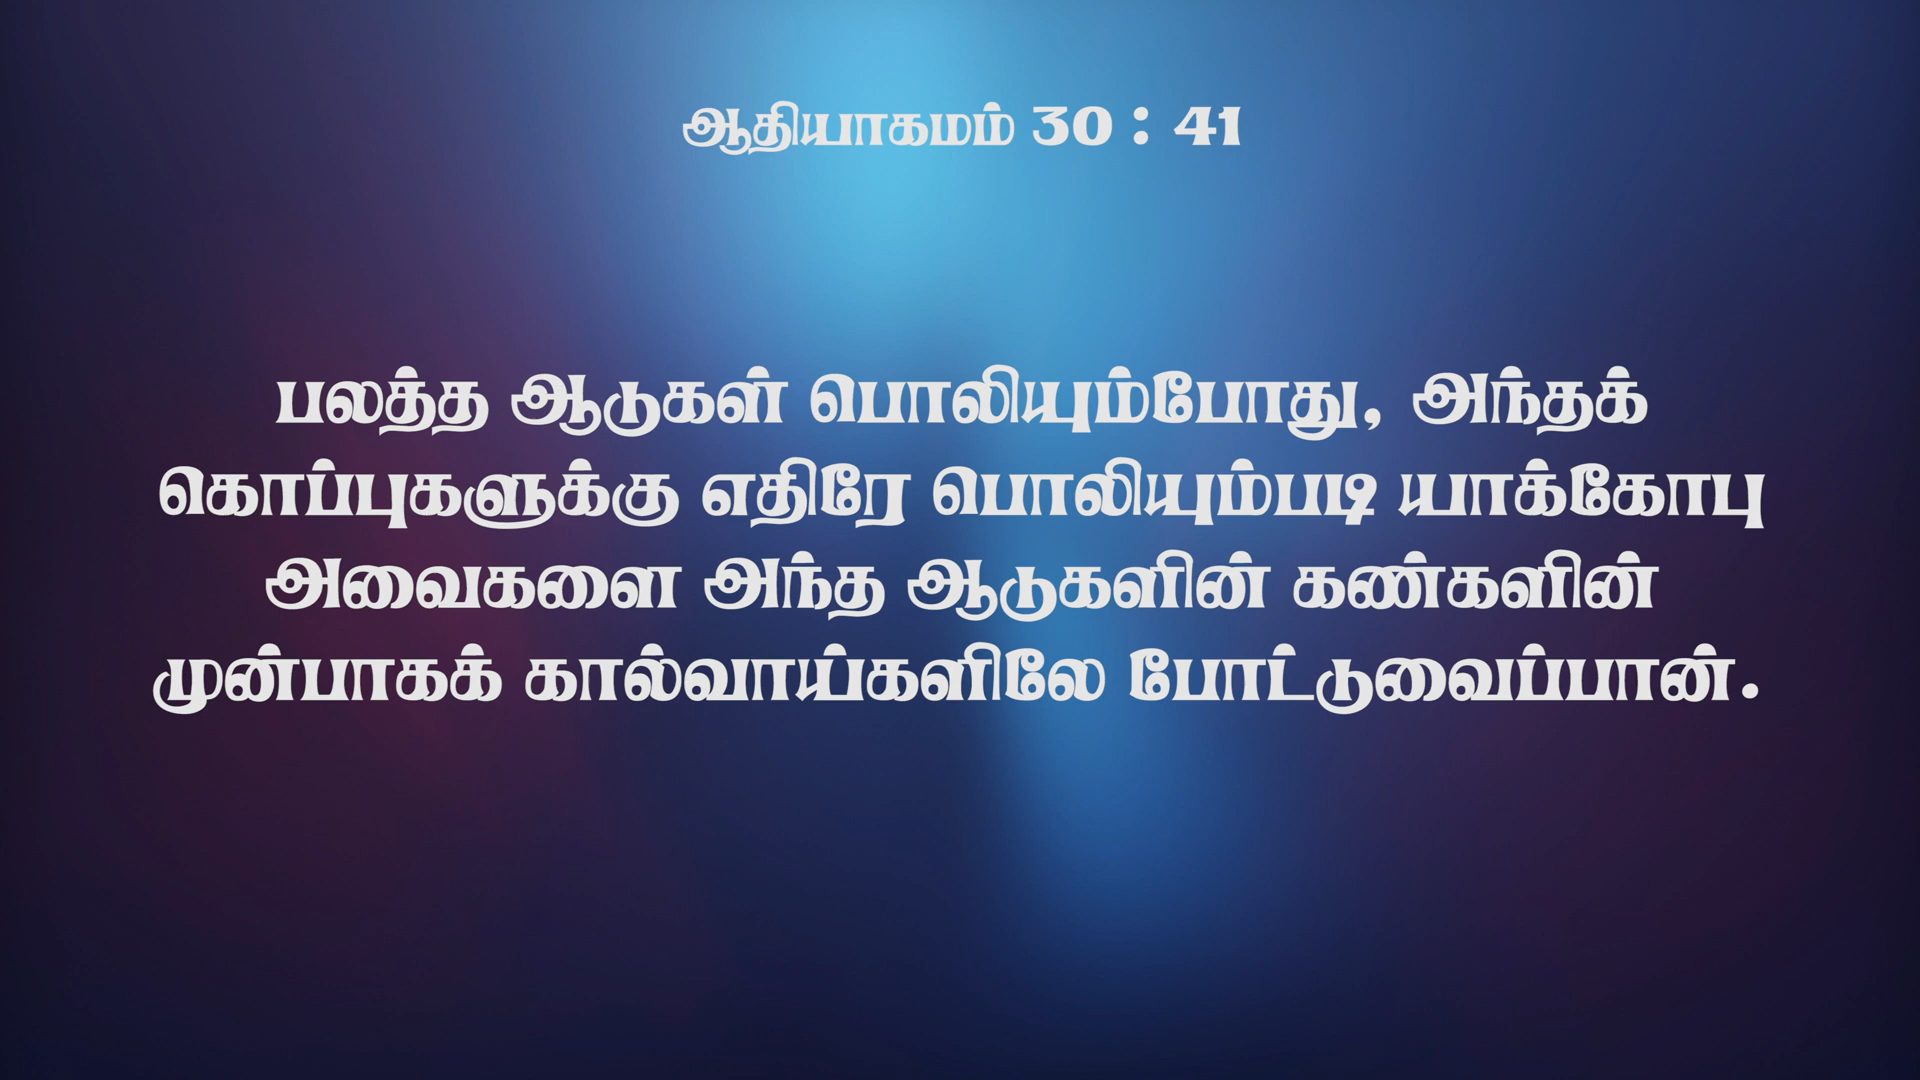 ஆதியாகமம் 30 : 41
பலத்த ஆடுகள் பொலியும்போது, அந்தக்
கொப்புகளுக்கு எதிரே பொலியும்படி யாக்கோபு
அவைகளை அந்த ஆடுகளின் கண்களின்
முன்பாகக் கால்வாய்களிலே போட்டுவைப்பான்.